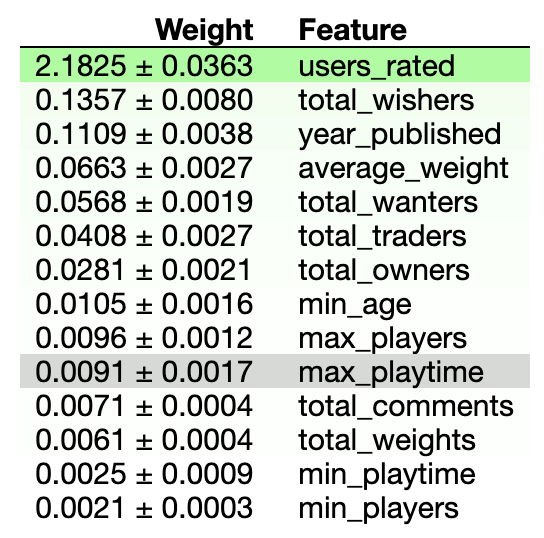 Weight Feature
2.1825 ± 0.0363 users_rated
0.1357 ± 0.0080 total_wishers
0.1109 ± 0.0038 year_published
0.0663 ± 0.0027 average_weight
0.0568 ± 0.0019 total_wanters
0.0408 ± 0.0027 total_traders
0.0281 ± 0.0021 total_owners
0.0105 ± 0.0016 min_age
0.0096 ± 0.0012 max_players
0.0091 ± 0.0017 max_playtime
0.0071 ± 0.0004 total_comments
0.0061 ± 0.0004 total_weights
0.0025 ± 0.0009 min_playtime
0.0021 ± 0.0003 min_players